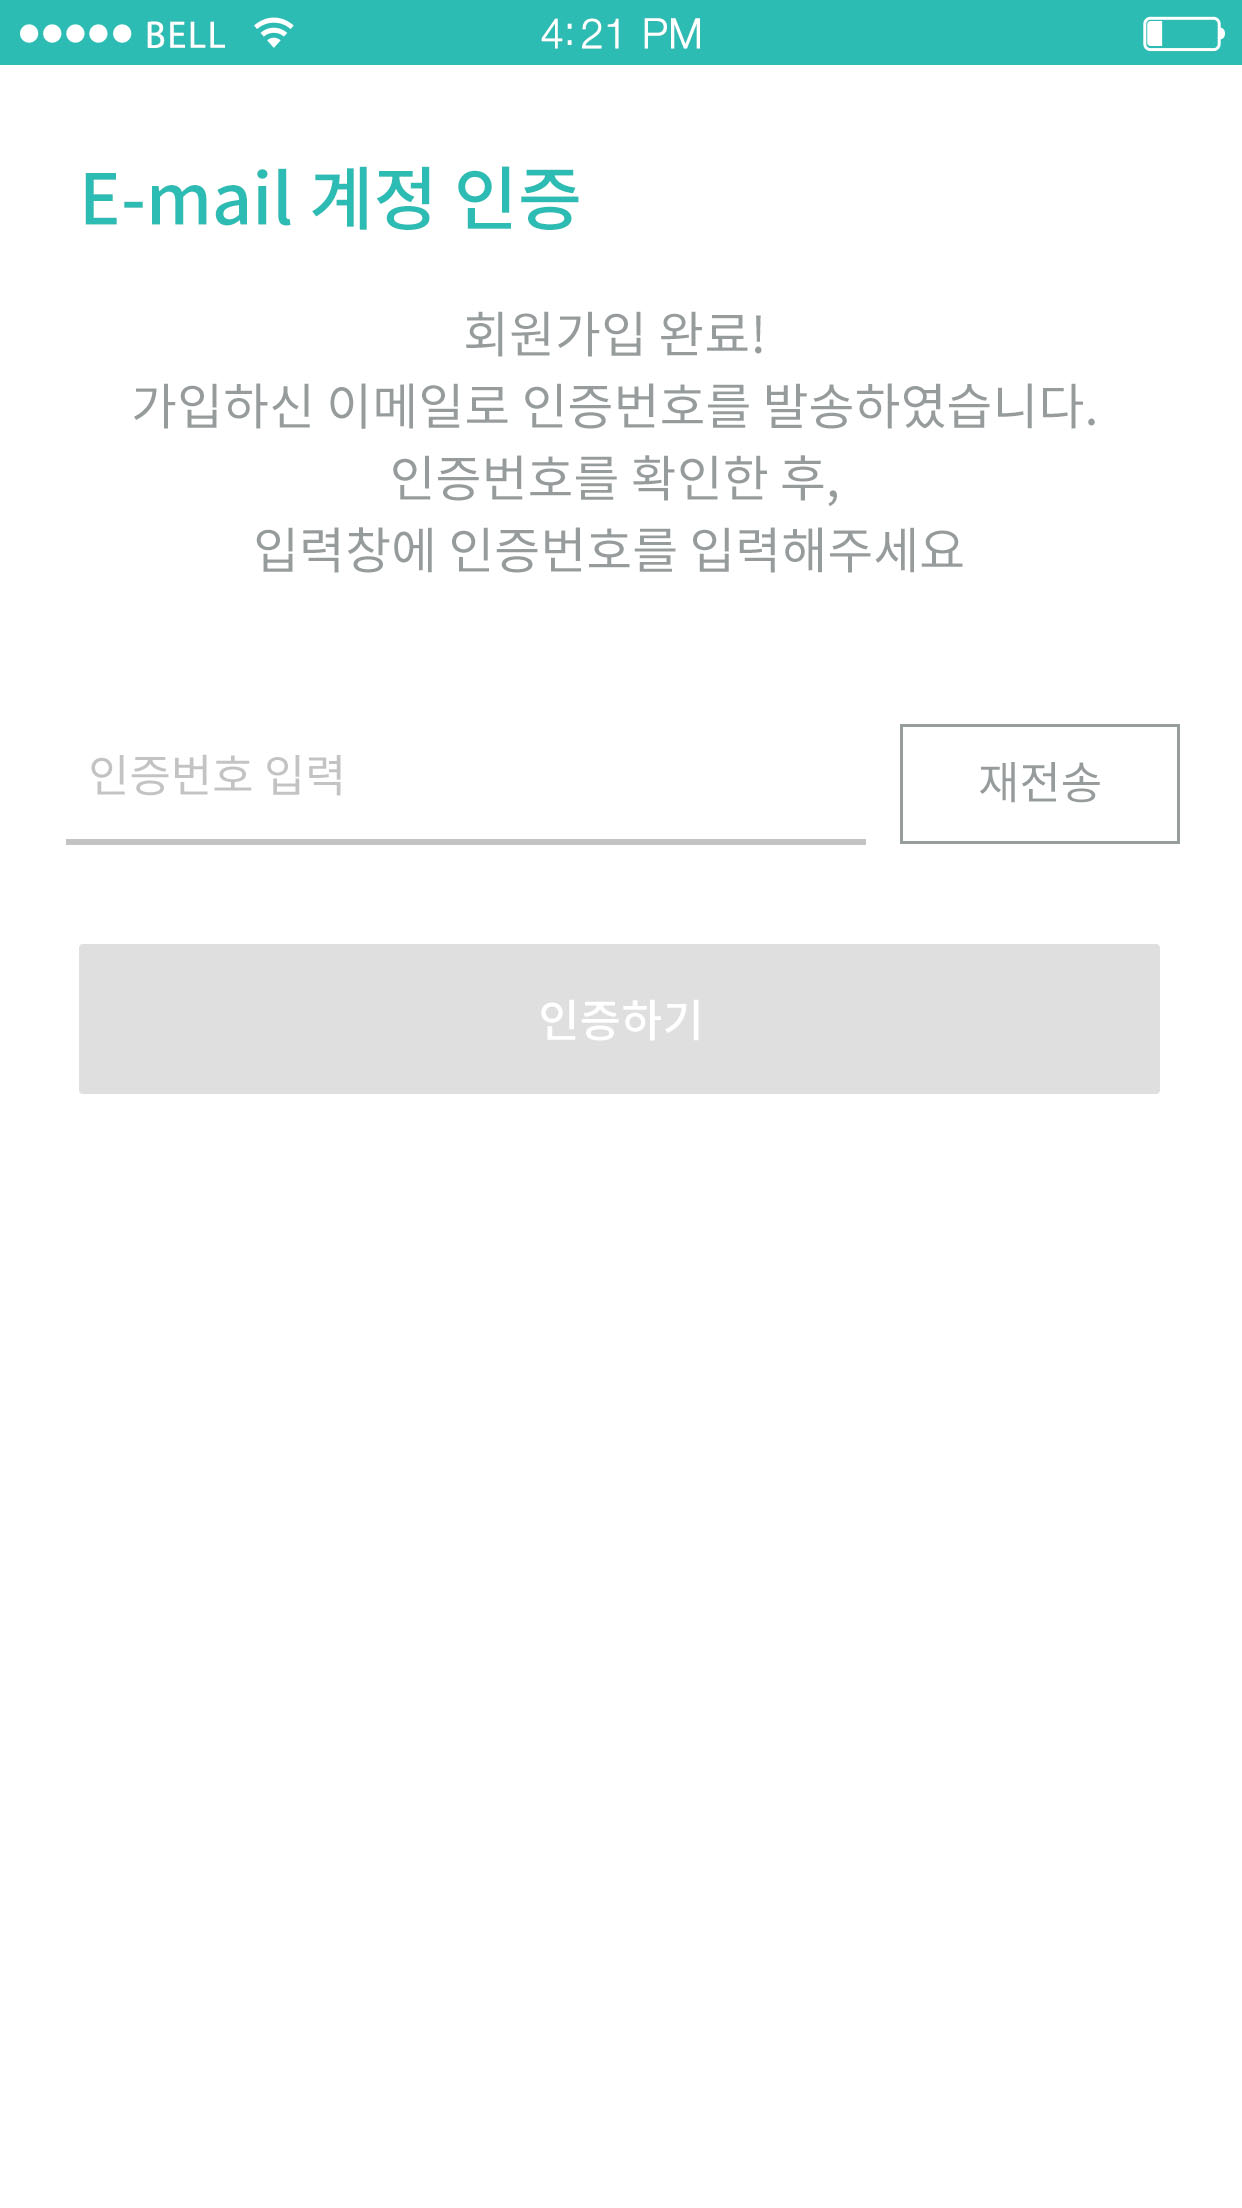 BELL 4:21 PM
E-mail 계정 인증
회원가입 완료!
가입하신 이메일로 인증번호를 발송하였습니다.
인증번호를 확인한 후,
입력창에 인증번호를 입력해주세요
인증번호 입력
재전송
인증하기